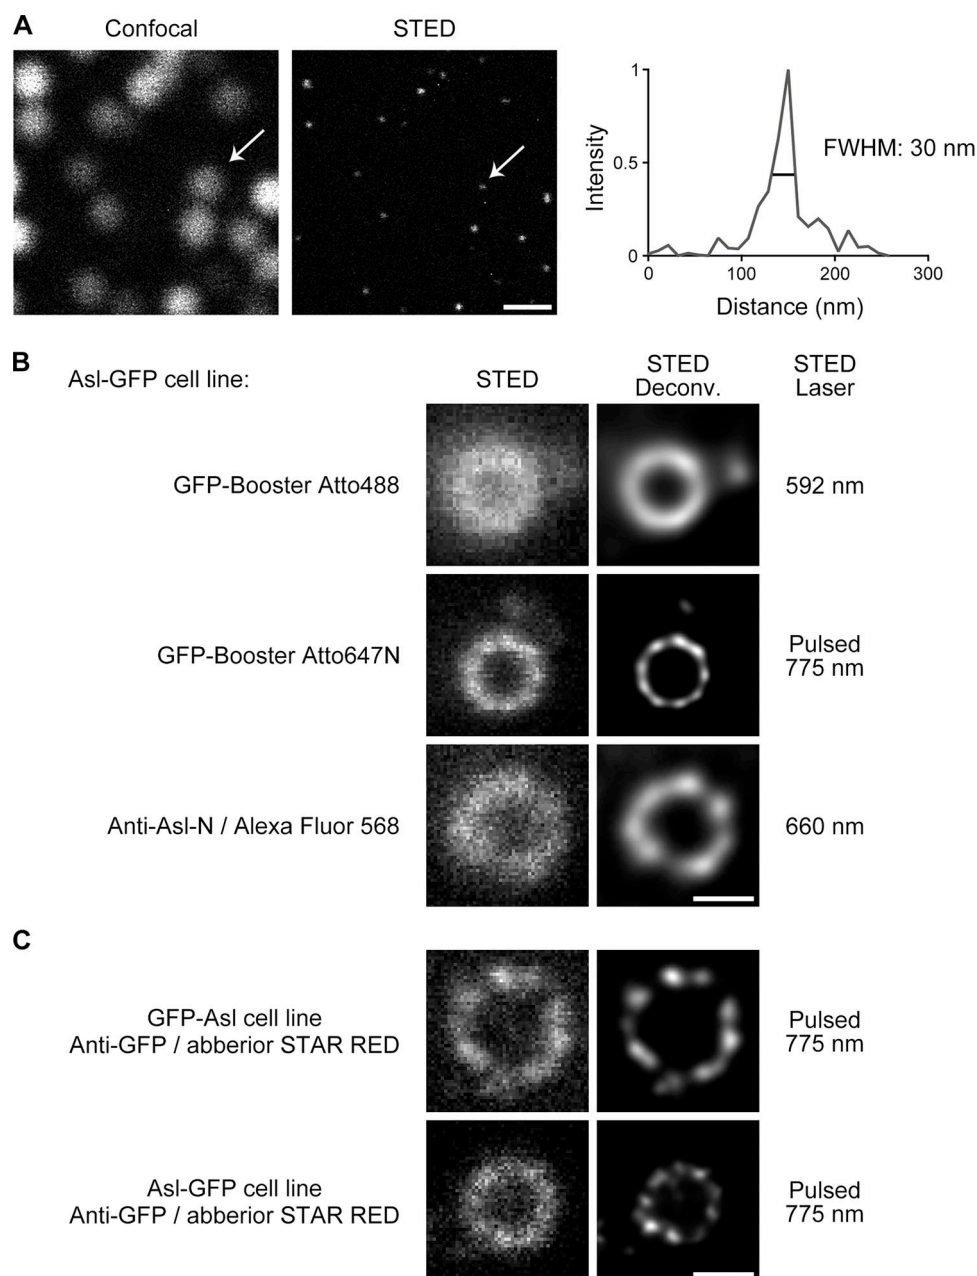 A
Confocal
STED
1
0.5
0
0
100
200
300
Intensity
Distance (nm)
FWHM: 30 nm
B
Asl-GFP cell line:
STED
STED
Deconv.
STED
Laser
GFP-Booster Atto488
592 nm
GFP-Booster Atto647N
Pulsed
775 nm
Anti-Asl-N / Alexa Fluor 568
660 nm
C
GFP-Asl cell line
Anti-GFP / abberior STAR RED
Pulsed
775 nm
Asl-GFP cell line
Anti-GFP / abberior STAR RED
Pulsed
775 nm